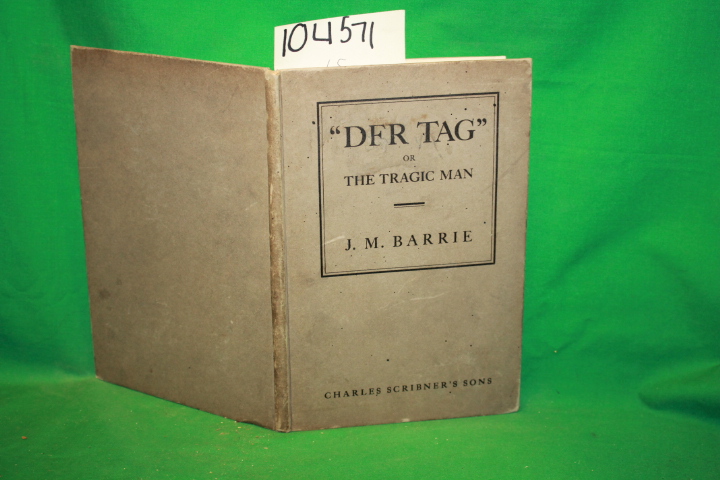 104571
"DER TAG"
OR
THE TRAGIC MAN
J. M. BARRIE
CHARLES SCRIBNER'S SONS